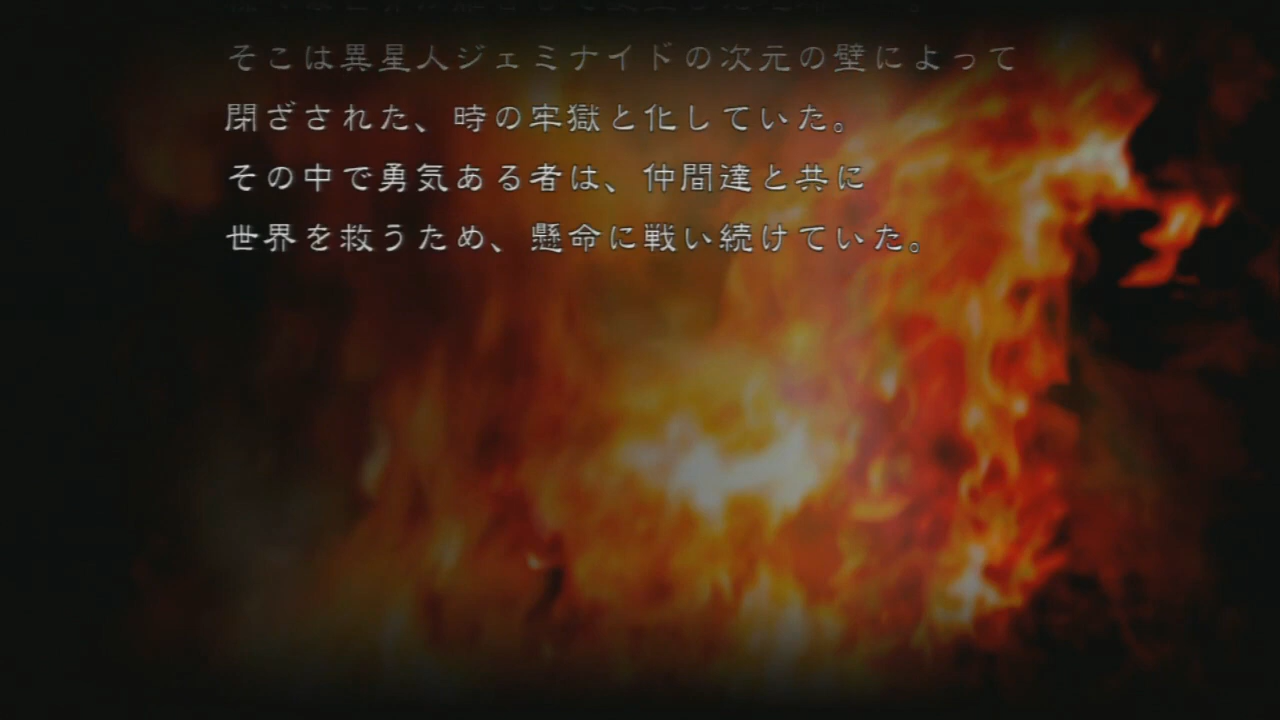 そこは異星人ジェミナイドの次元の壁によって
閉ざされた、時の牢獄と化していた。
その中で勇気ある者は、仲間達と共に
世界を救うため、懸命に戦い続けていた。